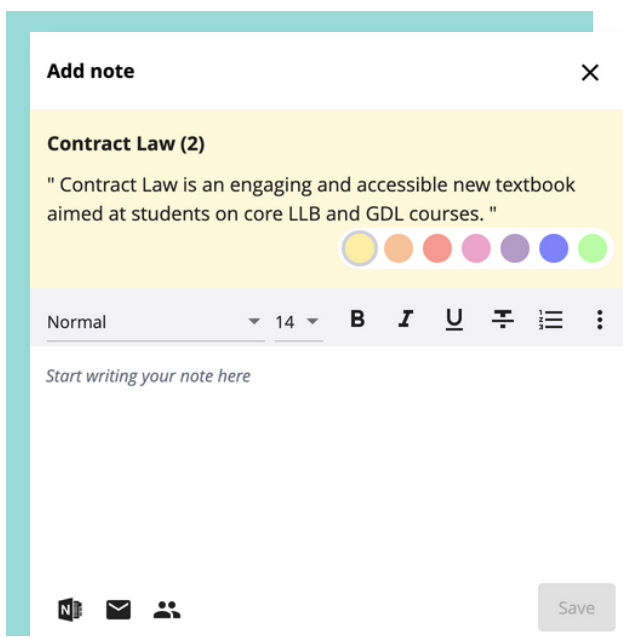 Add note
Contract Law (2)
" Contract Law is an engaging and accessible new textbook
aimed at students on core LLB and GDL courses. "
Normal 14 B I U T
Start writing your note here
N
Save